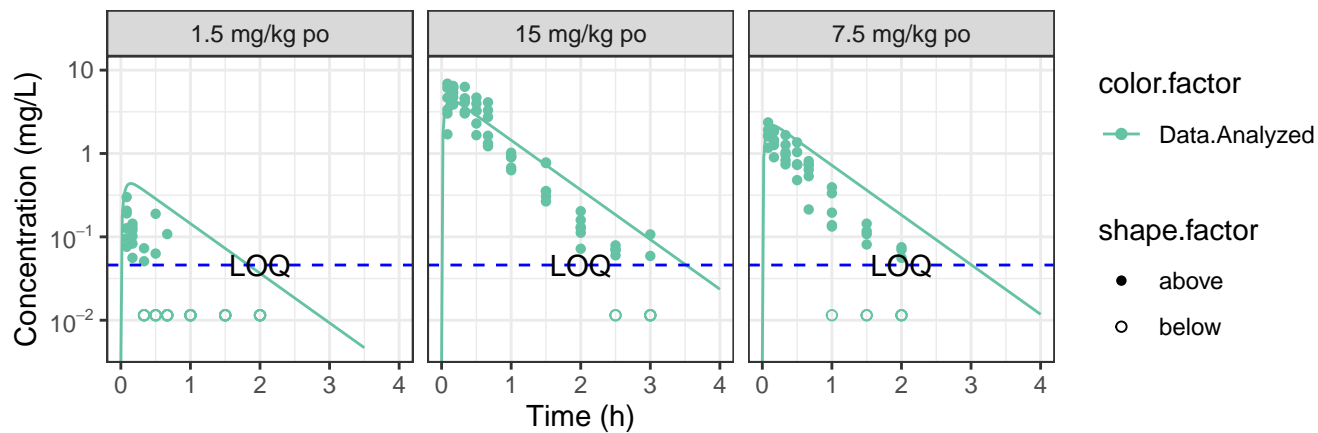 1.5 mg/kg po
15 mg/kg po
7.5 mg/kg po
Concentration (mg/L)
10
1
10⁻¹
10⁻²
LOQ
LOQ
LOQ
0 1 2 3 4
0 1 2 3 4
0 1 2 3 4
Time (h)
color.factor
Data.Analyzed
shape.factor
above
below